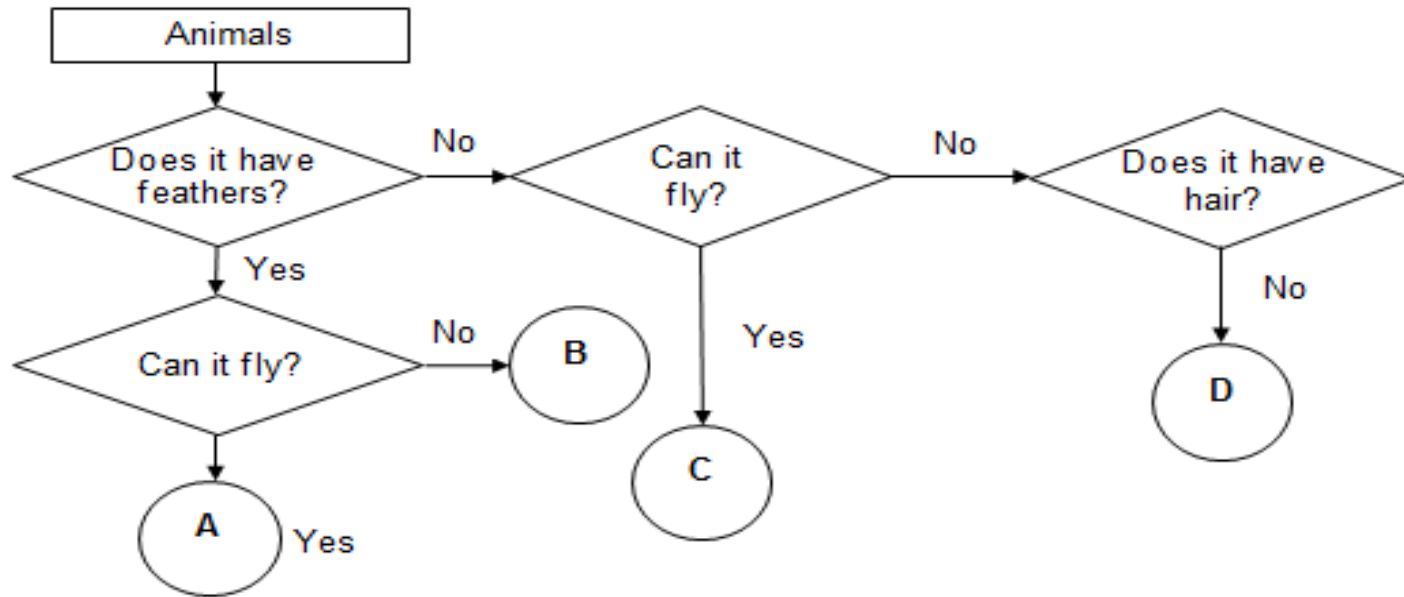 Animals
Does it have
feathers?
No
Can it
fly?
No
Does it have
hair?
Yes
No
Can it fly?
No
B
Yes
D
A
Yes
C